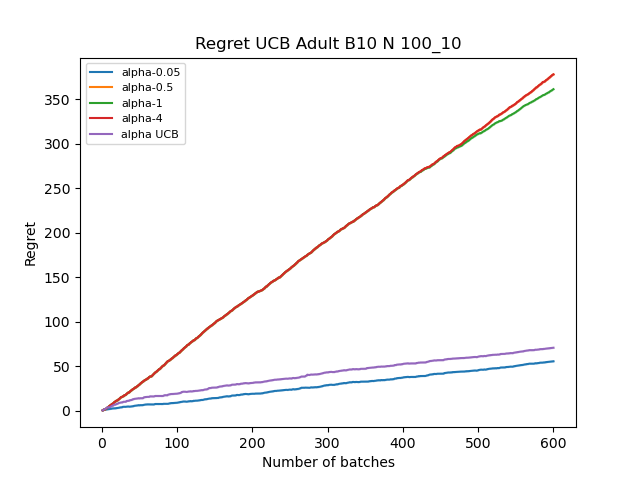 Regret UCB Adult B10 N 100_10
alpha-0.05
alpha-0.5
alpha-1
alpha-4
alpha UCB
350
300
250
200
150
100
50
0
Regret
0 100 200 300 400 500 600
Number of batches